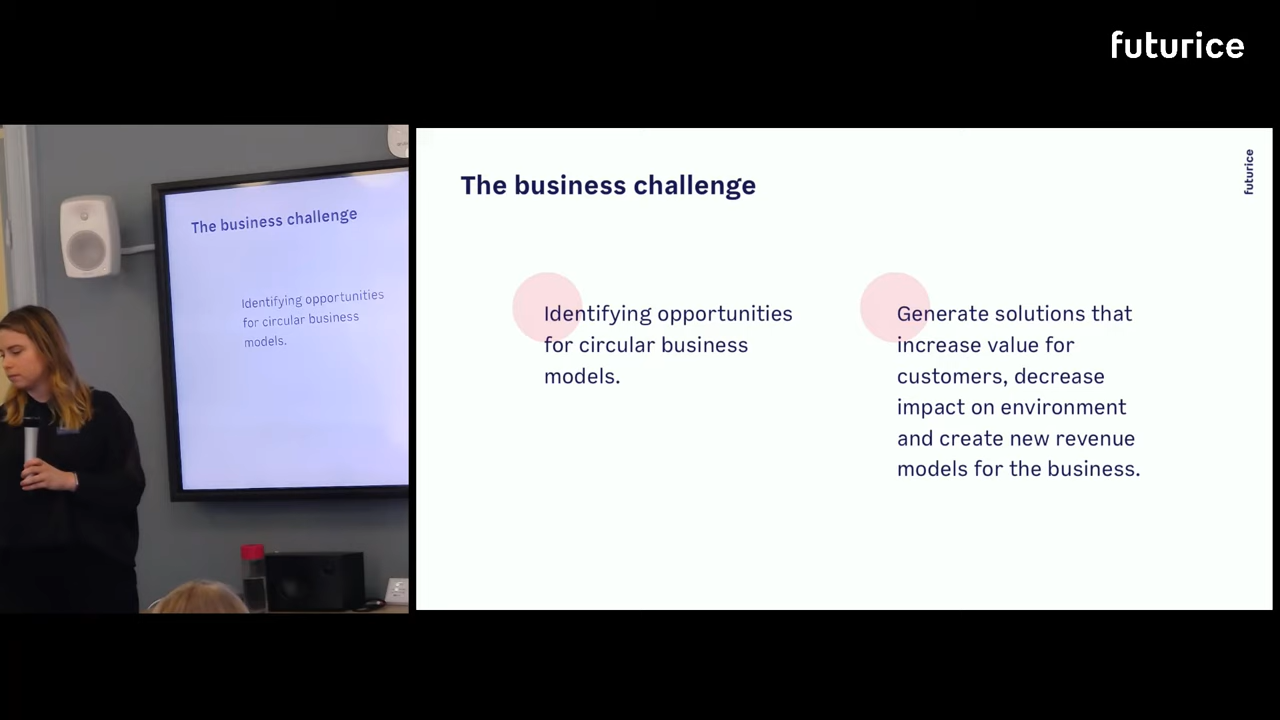 futurice
The business challenge
Identifying opportunities
for circular business
models.
The business challenge
futurice
Identifying opportunities
for circular business
models.
Generate solutions that
increase value for
customers, decrease
impact on environment
and create new revenue
models for the business.